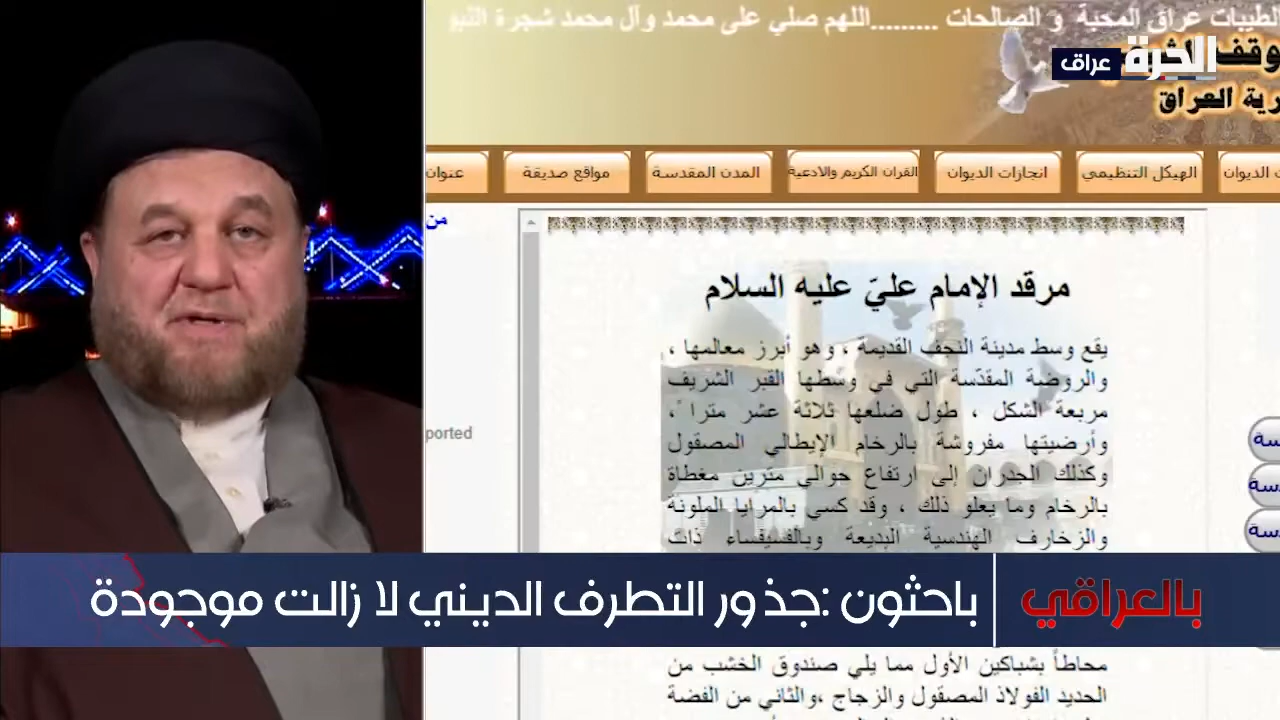 الطيبات عراق المحبة و الصالحات .........اللهم صلي على محمد وآل محمد شجرة النبو
الحرة
عراق
رية العراق
ت الديوان
الهيكل التنظيمي
انجازات الديوان
القران الكريم والادعية
المدن المقدسة
مواقع صديقة
عنوان
من
مرقد الإمام عليّ عليه السلام
يقع وسط مدينة النجف القديمة ، وهو أبرز معالمها ،
والروضة المقدّسة التي في وسطها القبر الشريف
مربعة الشكل ، طول ضلعها ثلاثة عشر متراً ،
وأرضيتها مفروشة بالرخام الإيطالي المصقول
وكذلك الجدران إلى ارتفاع حوالي مترين مغطاة
بالرخام وما يعلو ذلك ، وقد كسي بالمرايا الملونة
والزخارف الهندسية البديعة وبالفسيفساء ذات
ported
بالعراقي
باحثون :جذور التطرف الديني لا زالت موجودة
محاطاً بشباكين الأول مما يلي صندوق الخشب من
الحديد الفولاذ المصقول والزجاج ،والثاني من الفضة